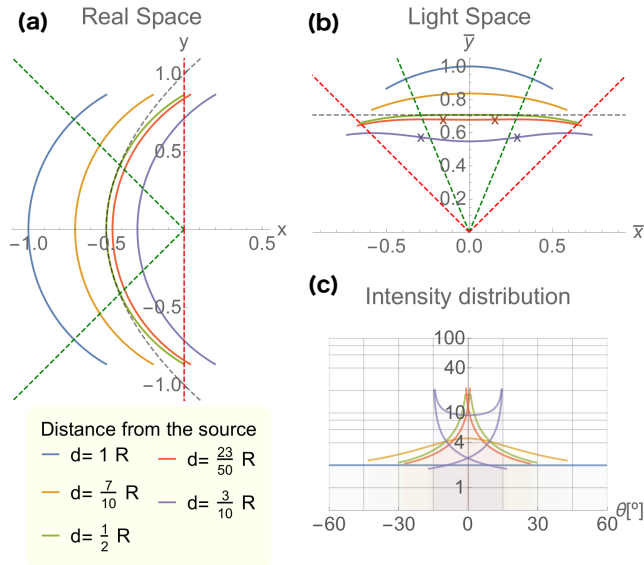 (a) Real Space
y
1.0
0.5
-1.0
-0.5
0.5
x
-0.5
-1.0
(b) Light Space
y
1.0
0.8
0.6
0.4
0.2
-0.5
0.0
0.5
x
(c) Intensity distribution
100
40
10
4
1
-60
-30
0
30
60
θ[º]
Distance from the source
d= 1 R
d= 23/50 R
d= 7/10 R
d= 3/10 R
d= 1/2 R